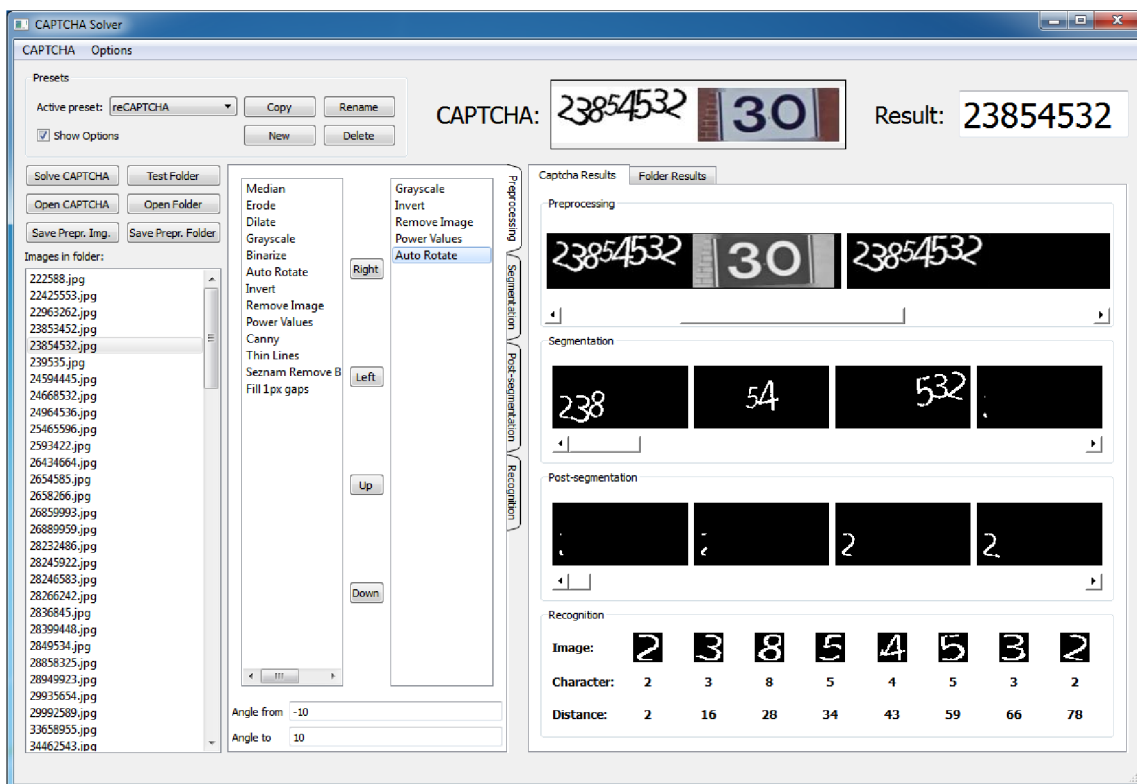 CAPTCHA Solver
CAPTCHA Options
Presets
Active preset: reCAPTCHA
Copy
Rename
Show Options
New
Delete
CAPTCHA:
23854532
30
Result: 23854532
Solve CAPTCHA
Test Folder
Open CAPTCHA
Open Folder
Save Prepr. Img.
Save Prepr. Folder
Images in folder:
222588.jpg
22425553.jpg
22963262.jpg
23853452.jpg
23854532.jpg
239535.jpg
24594445.jpg
24668532.jpg
24964536.jpg
25465596.jpg
2593422.jpg
26434664.jpg
2654585.jpg
2658266.jpg
26859993.jpg
26889959.jpg
28232486.jpg
28245922.jpg
28246583.jpg
28266242.jpg
2836845.jpg
28399448.jpg
2849534.jpg
28858325.jpg
28949923.jpg
29935654.jpg
29992589.jpg
33658955.jpg
34462543.jpg
Median
Erode
Dilate
Grayscale
Binarize
Auto Rotate
Invert
Remove Image
Power Values
Canny
Thin Lines
Seznam Remove B
Fill 1px gaps
Right
Left
Up
Down
Grayscale
Invert
Remove Image
Power Values
Auto Rotate
Angle from -10
Angle to 10
Preprocessing
Segmentation
Post-segmentation
Recognition
Captcha Results
Folder Results
Preprocessing
23854532
30
23854532
Segmentation
238
54
532
Post-segmentation
2
2
Recognition
Image: 2 3 8 5 4 5 3 2
Character: 2 3 8 5 4 5 3 2
Distance: 2 16 28 34 43 59 66 78